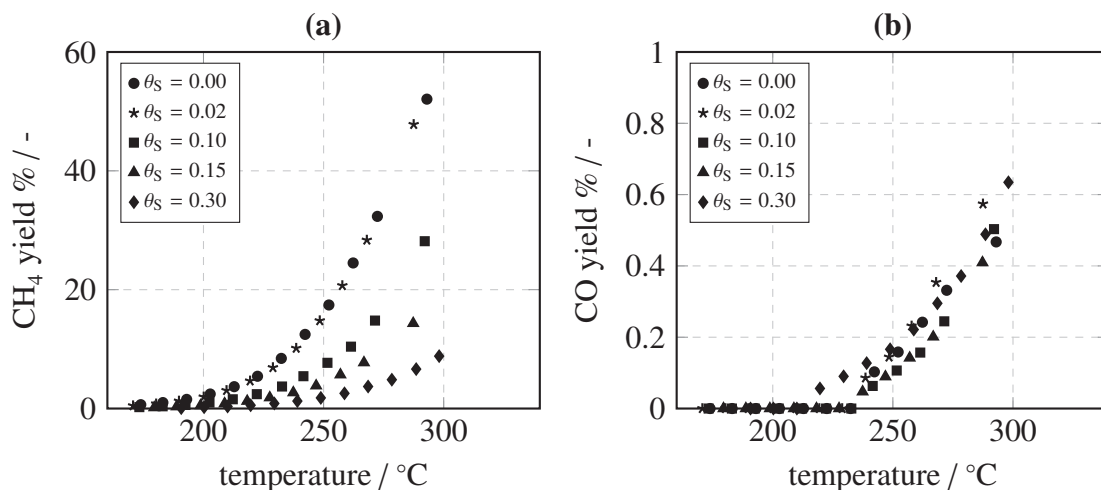 (a)
60
40
20
0
CH₄ yield % / -
θS = 0.00
θS = 0.02
θS = 0.10
θS = 0.15
θS = 0.30
200
250
300
temperature / °C
(b)
1
0.8
0.6
0.4
0.2
0
CO yield % / -
θS = 0.00
θS = 0.02
θS = 0.10
θS = 0.15
θS = 0.30
200
250
300
temperature / °C